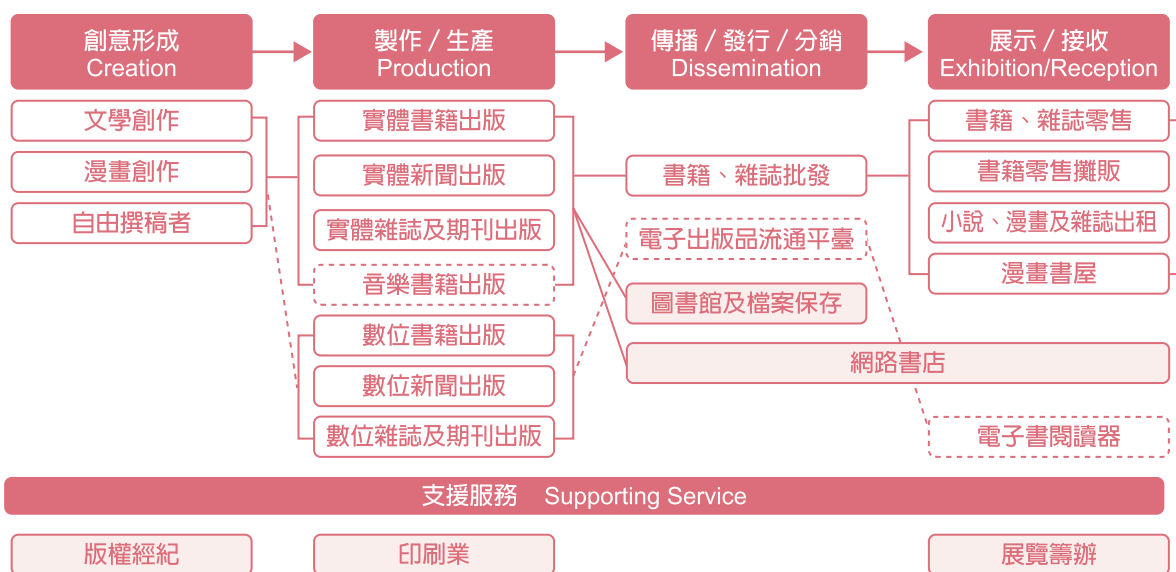 創意形成
Creation
製作 / 生產
Production
傳播 / 發行 / 分銷
Dissemination
展示 / 接收
Exhibition/Reception
文學創作
漫畫創作
自由撰稿者
實體書籍出版
實體新聞出版
實體雜誌及期刊出版
音樂書籍出版
數位書籍出版
數位新聞出版
數位雜誌及期刊出版
書籍、雜誌批發
電子出版品流通平臺
圖書館及檔案保存
網路書店
書籍、雜誌零售
書籍零售攤販
小說、漫畫及雜誌出租
漫畫書屋
電子書閱讀器
支援服務 Supporting Service
版權經紀
印刷業
展覽籌辦